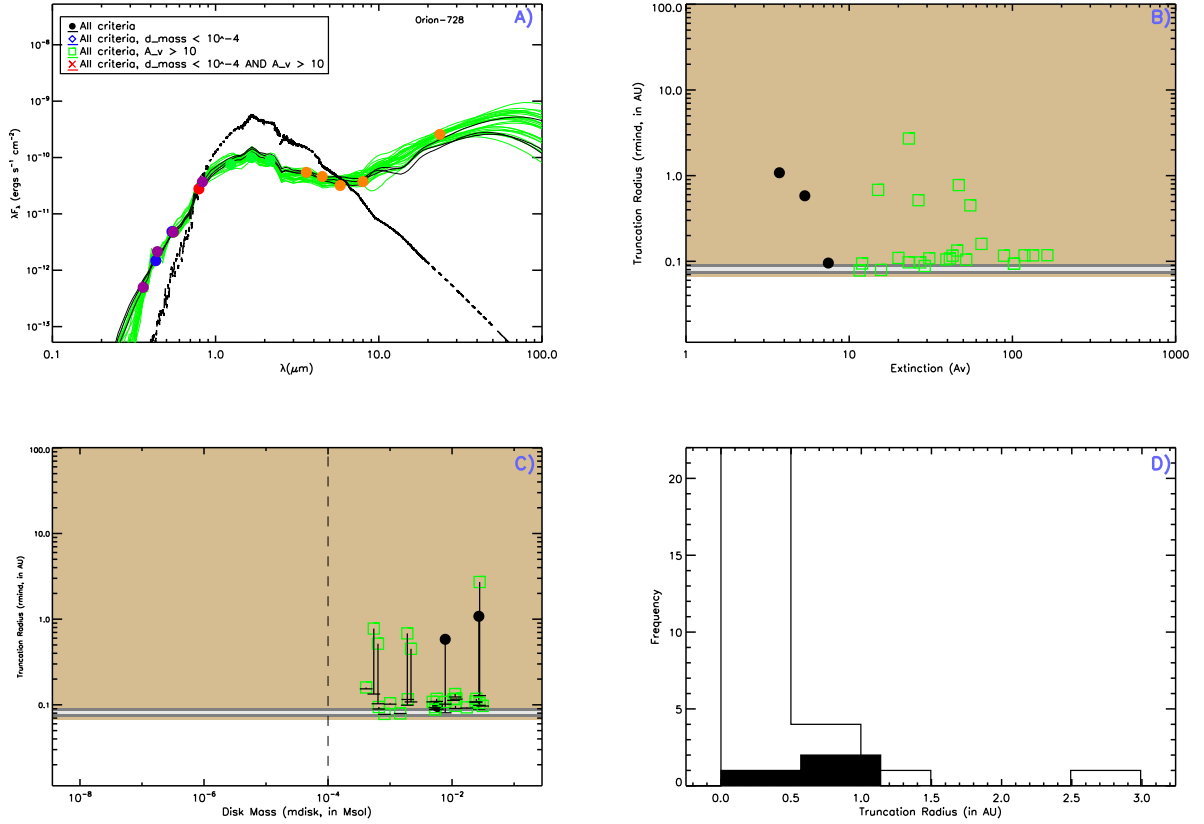 Orion-728
A)
All criteria
All criteria, d_mass < 10^-4
All criteria, A_v > 10
All criteria, d_mass < 10^-4 AND A_v > 10
10⁻⁸
10⁻⁹
10⁻¹⁰
10⁻¹¹
10⁻¹²
10⁻¹³
λF_λ (ergs s⁻¹ cm⁻²)
0.1 1.0 10.0 100.0
λ(μm)
B)
100.0
10.0
1.0
0.1
Truncation Radius (rmind, in AU)
1 10 100 1000
Extinction (Av)
C)
100.0
10.0
1.0
0.1
Truncation Radius (rmind, in AU)
10⁻⁸ 10⁻⁶ 10⁻⁴ 10⁻²
Disk Mass (mdisk, in Msol)
D)
20
15
10
5
0
Frequency
0.0 0.5 1.0 1.5 2.0 2.5 3.0
Truncation Radius (in AU)